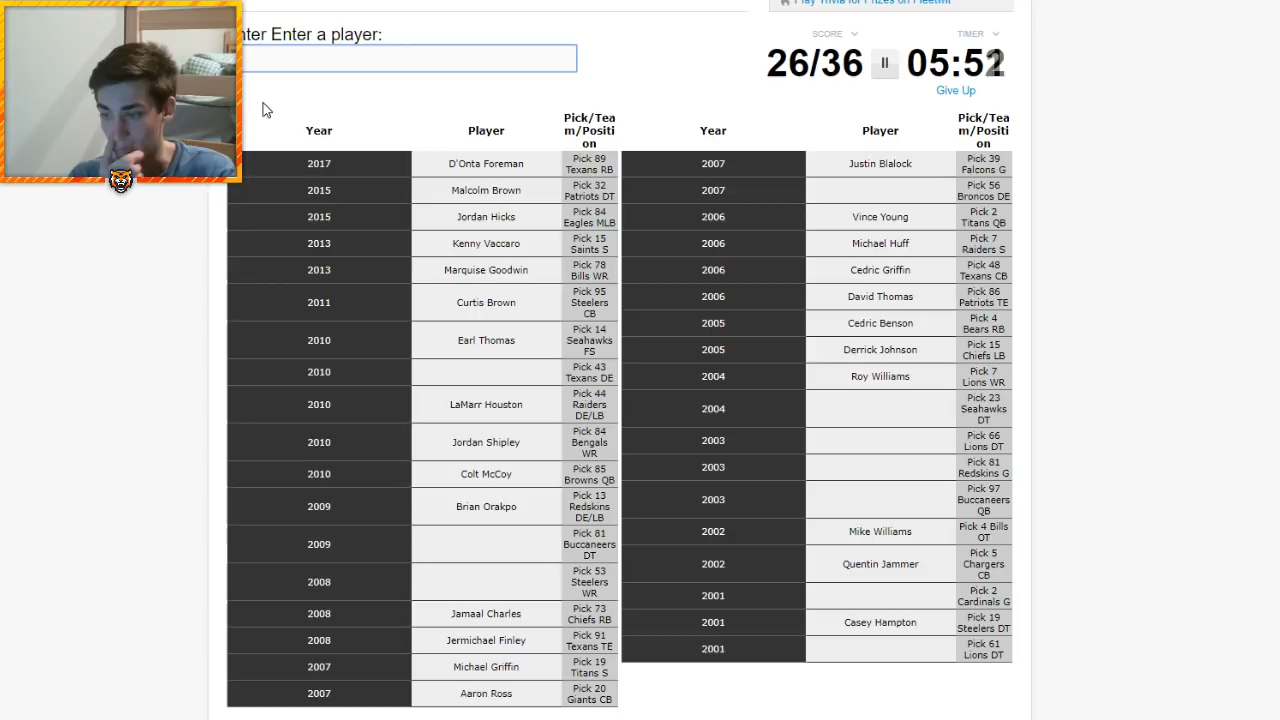 Play Trivia for Prizes on FleetWit
nter Enter a player:
SCORE
TIMER
26/36
05:52
Give Up
Year Player Pick/Tea
m/Positi
on
2017 D'Onta Foreman Pick 89
Texans RB
2015 Malcolm Brown Pick 32
Patriots DT
2015 Jordan Hicks Pick 84
Eagles MLB
2013 Kenny Vaccaro Pick 15
Saints S
2013 Marquise Goodwin Pick 78
Bills WR
2011 Curtis Brown Pick 95
Steelers
CB
2010 Earl Thomas Pick 14
Seahawks
FS
2010 Pick 43
Texans DE
2010 LaMarr Houston Pick 44
Raiders
DE/LB
2010 Jordan Shipley Pick 84
Bengals
WR
2010 Colt McCoy Pick 85
Browns QB
2009 Brian Orakpo Pick 13
Redskins
DE/LB
2009 Pick 81
Buccaneers
DT
2008 Pick 53
Steelers
WR
2008 Jamaal Charles Pick 73
Chiefs RB
2008 Jermichael Finley Pick 91
Texans TE
2007 Michael Griffin Pick 19
Titans S
2007 Aaron Ross Pick 20
Giants CB
Year Player Pick/Tea
m/Positi
on
2007 Justin Blalock Pick 39
Falcons G
2007 Pick 56
Broncos DE
2006 Vince Young Pick 2
Titans QB
2006 Michael Huff Pick 7
Raiders S
2006 Cedric Griffin Pick 48
Texans CB
2006 David Thomas Pick 86
Patriots TE
2005 Cedric Benson Pick 4
Bears RB
2005 Derrick Johnson Pick 15
Chiefs LB
2004 Roy Williams Pick 7
Lions WR
2004 Pick 23
Seahawks
DT
2003 Pick 66
Lions DT
2003 Pick 81
Redskins G
2003 Pick 97
Buccaneers
QB
2002 Mike Williams Pick 4 Bills
OT
2002 Quentin Jammer Pick 5
Chargers
CB
2001 Pick 2
Cardinals G
2001 Casey Hampton Pick 19
Steelers DT
2001 Pick 61
Lions DT